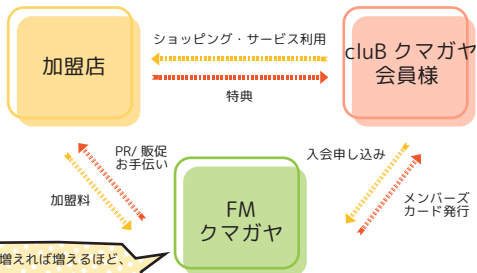 ショッピング・サービス利用
加盟店
cluB クマガヤ
会員様
特典
PR/ 販促
お手伝い
入会申し込み
加盟料
メンバーズ
カード発行
FM
クマガヤ
増えれば増えるほど、